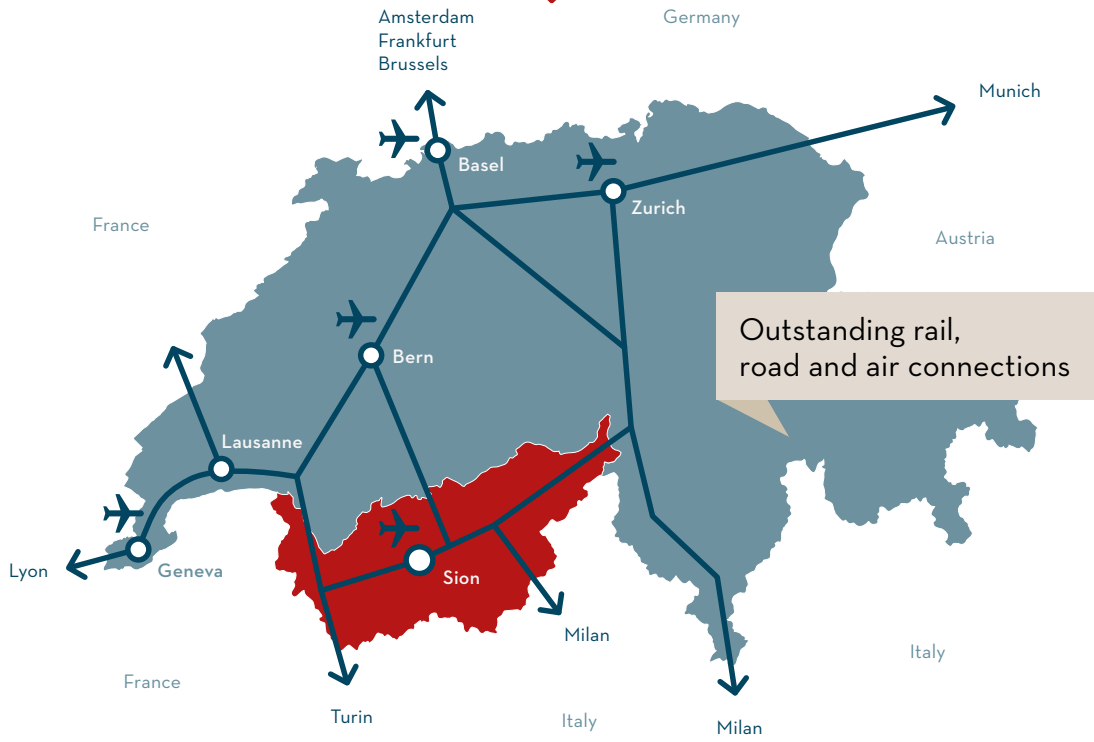 Amsterdam
Frankfurt
Brussels
Germany
Munich
Basel
Zurich
France
Austria
Outstanding rail,
road and air connections
Bern
Lausanne
Lyon
Geneva
Sion
Milan
France
Italy
Turin
Italy
Milan